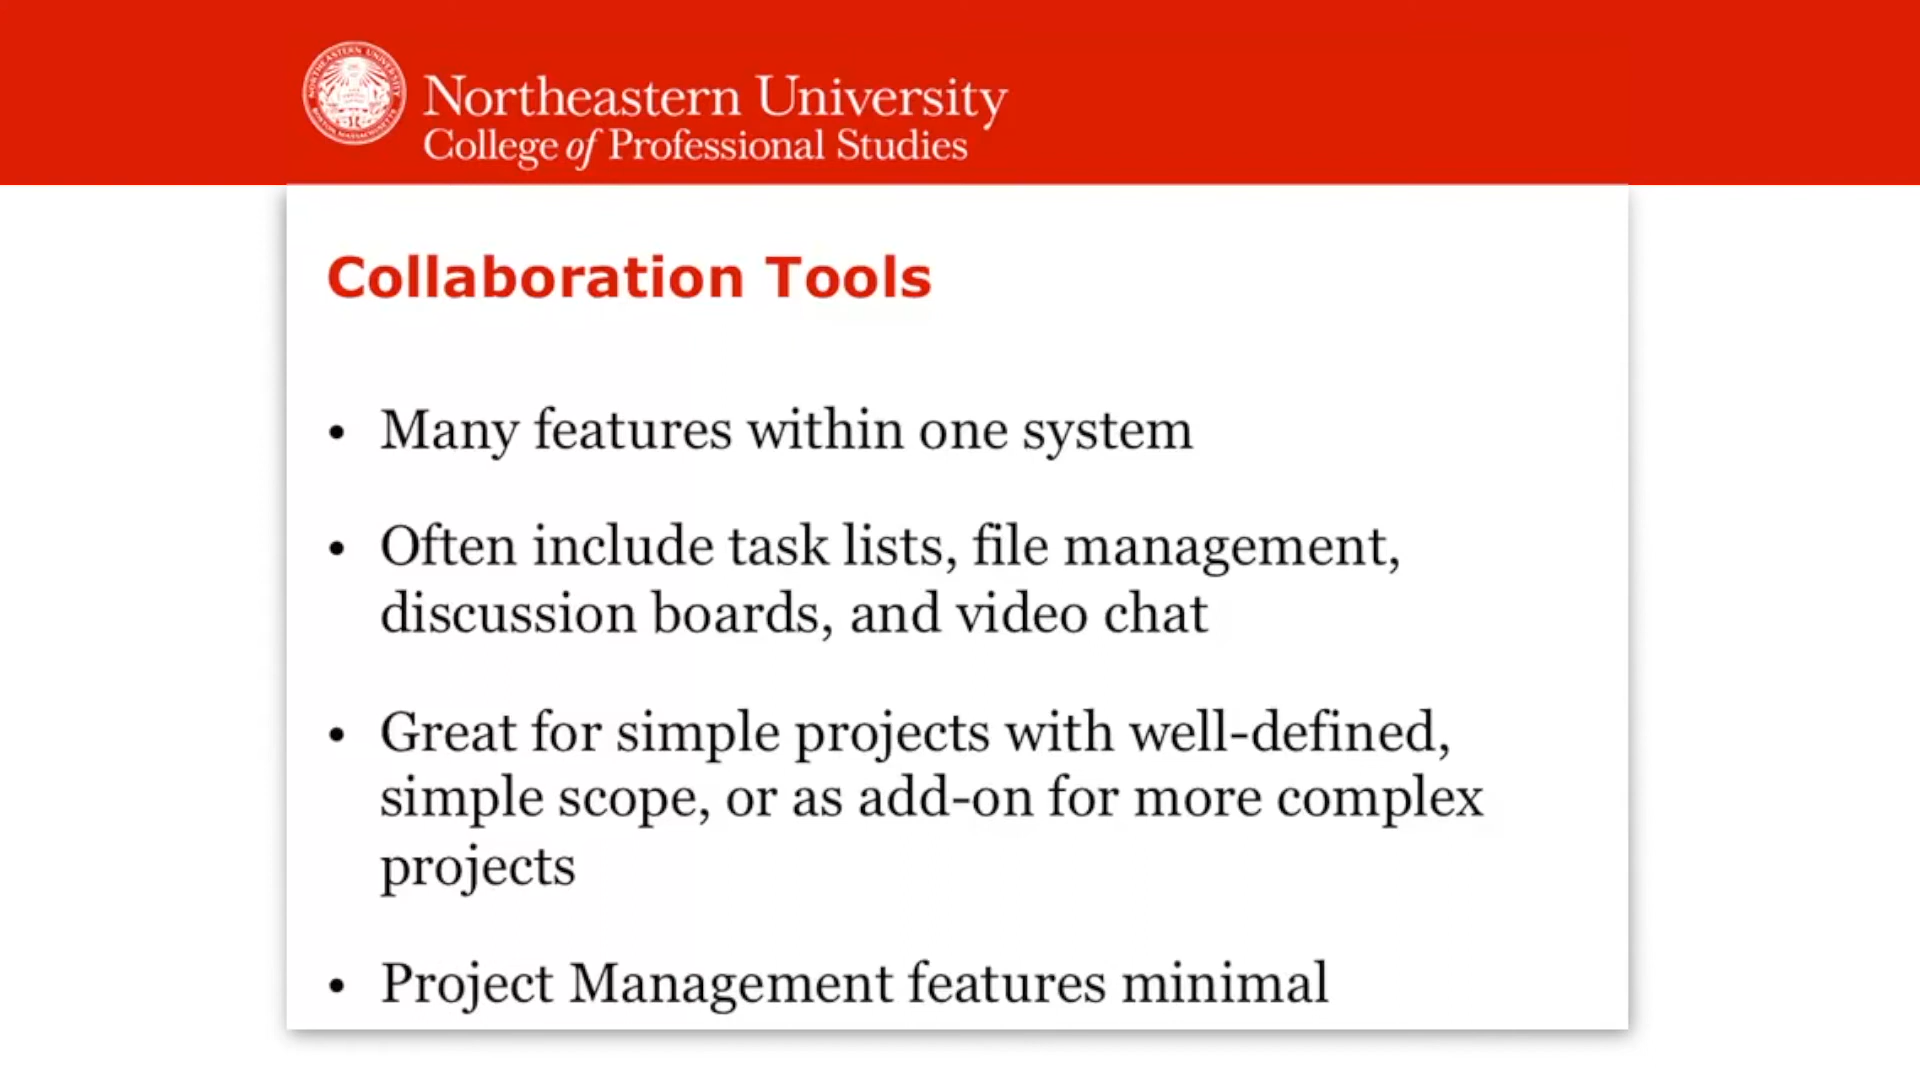 Northeastern University
College of Professional Studies
Collaboration Tools
• Many features within one system
• Often include task lists, file management,
discussion boards, and video chat
• Great for simple projects with well-defined,
simple scope, or as add-on for more complex
projects
• Project Management features minimal